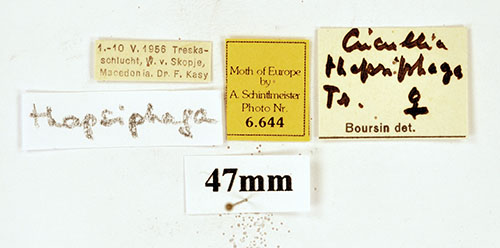 1.-10 V. 1956 Treska-
schlucht, W. v. Skopje,
Macedonia. Dr. F. Kasy
thapsiphaga
Moth of Europe
by
A. Schintlmeister
Photo Nr.
6.644
Cucullia
thapsiphaga
Tr. ♀
Boursin det.
47mm